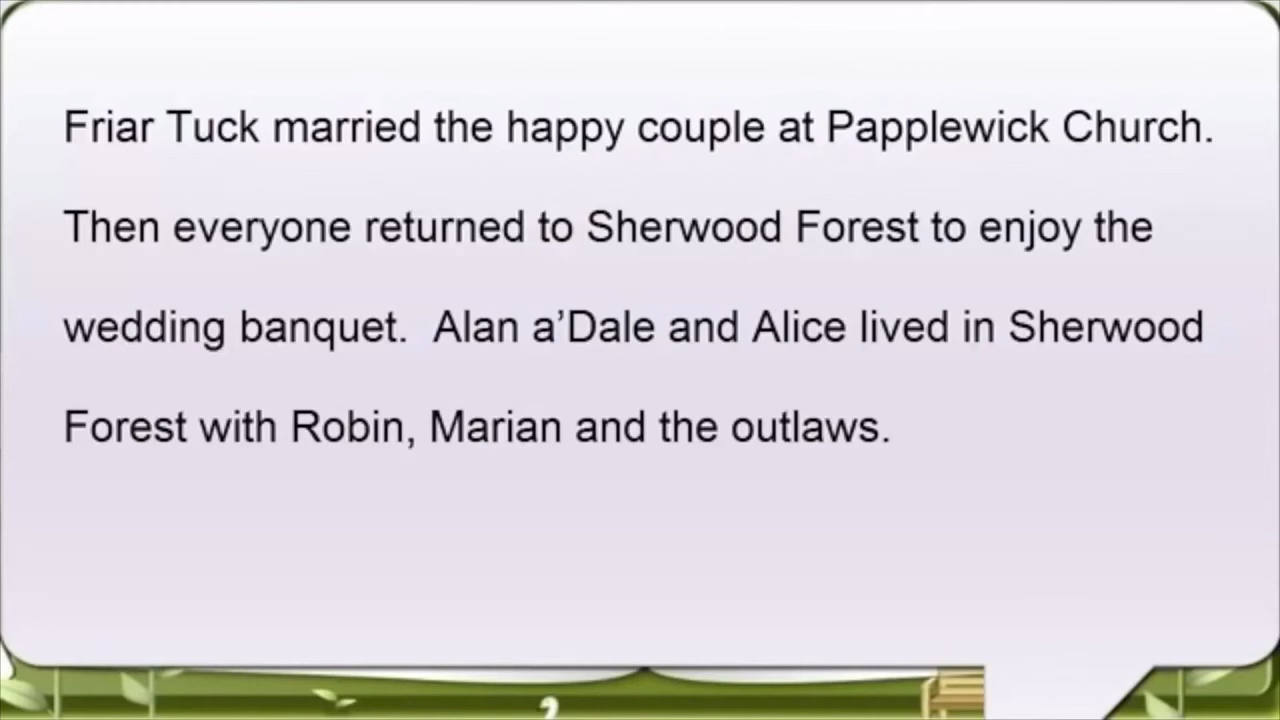 Friar Tuck married the happy couple at Papplewick Church.
Then everyone returned to Sherwood Forest to enjoy the
wedding banquet.  Alan a’Dale and Alice lived in Sherwood
Forest with Robin, Marian and the outlaws.